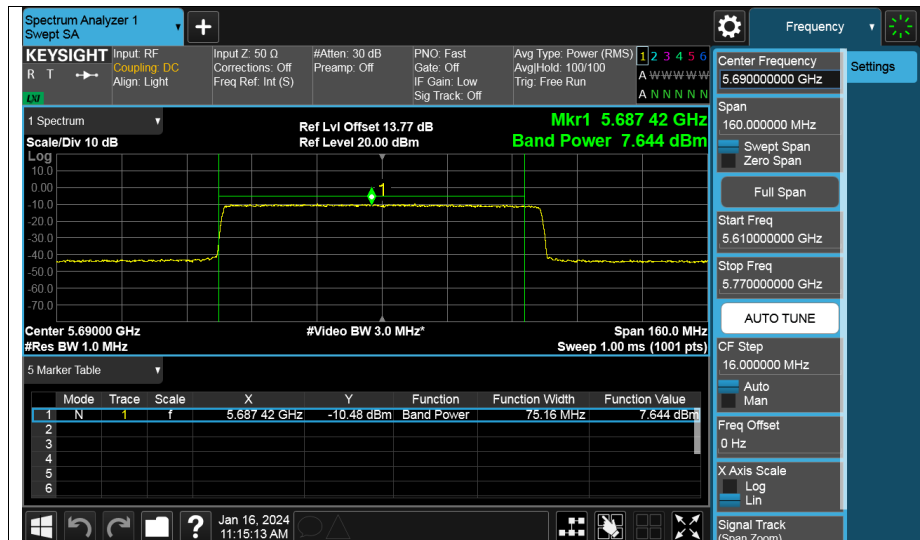 Spectrum Analyzer 1
Swept SA
+
Frequency
KEYSIGHT
R T
LXI
Input: RF
Coupling: DC
Align: Light
Input Z: 50 Ω
Corrections: Off
Freq Ref: Int (S)
#Atten: 30 dB
Preamp: Off
PNO: Fast
Gate: Off
IF Gain: Low
Sig Track: Off
Avg Type: Power (RMS)
Avg|Hold: 100/100
Trig: Free Run
1 2 3 4 5 6
A W W W W W
A N N N N N
Center Frequency
5.690000000 GHz
Settings
Span
160.000000 MHz
Swept Span
Zero Span
Full Span
Start Freq
5.610000000 GHz
Stop Freq
5.770000000 GHz
AUTO TUNE
CF Step
16.000000 MHz
Auto
Man
Freq Offset
0 Hz
X Axis Scale
Log
Lin
Signal Track
(Span Zoom)
1 Spectrum
Scale/Div 10 dB
Ref Lvl Offset 13.77 dB
Ref Level 20.00 dBm
Mkr1 5.687 42 GHz
Band Power 7.644 dBm
Log
10.0
0.00
-10.0
-20.0
-30.0
-40.0
-50.0
-60.0
-70.0
1
Center 5.69000 GHz
#Res BW 1.0 MHz
#Video BW 3.0 MHz*
Span 160.0 MHz
Sweep 1.00 ms (1001 pts)
5 Marker Table
Mode Trace Scale X Y Function Function Width Function Value
1 N 1 f 5.687 42 GHz -10.48 dBm Band Power 75.16 MHz 7.644 dBm
2
3
4
5
6
?
Jan 16, 2024
11:15:13 AM